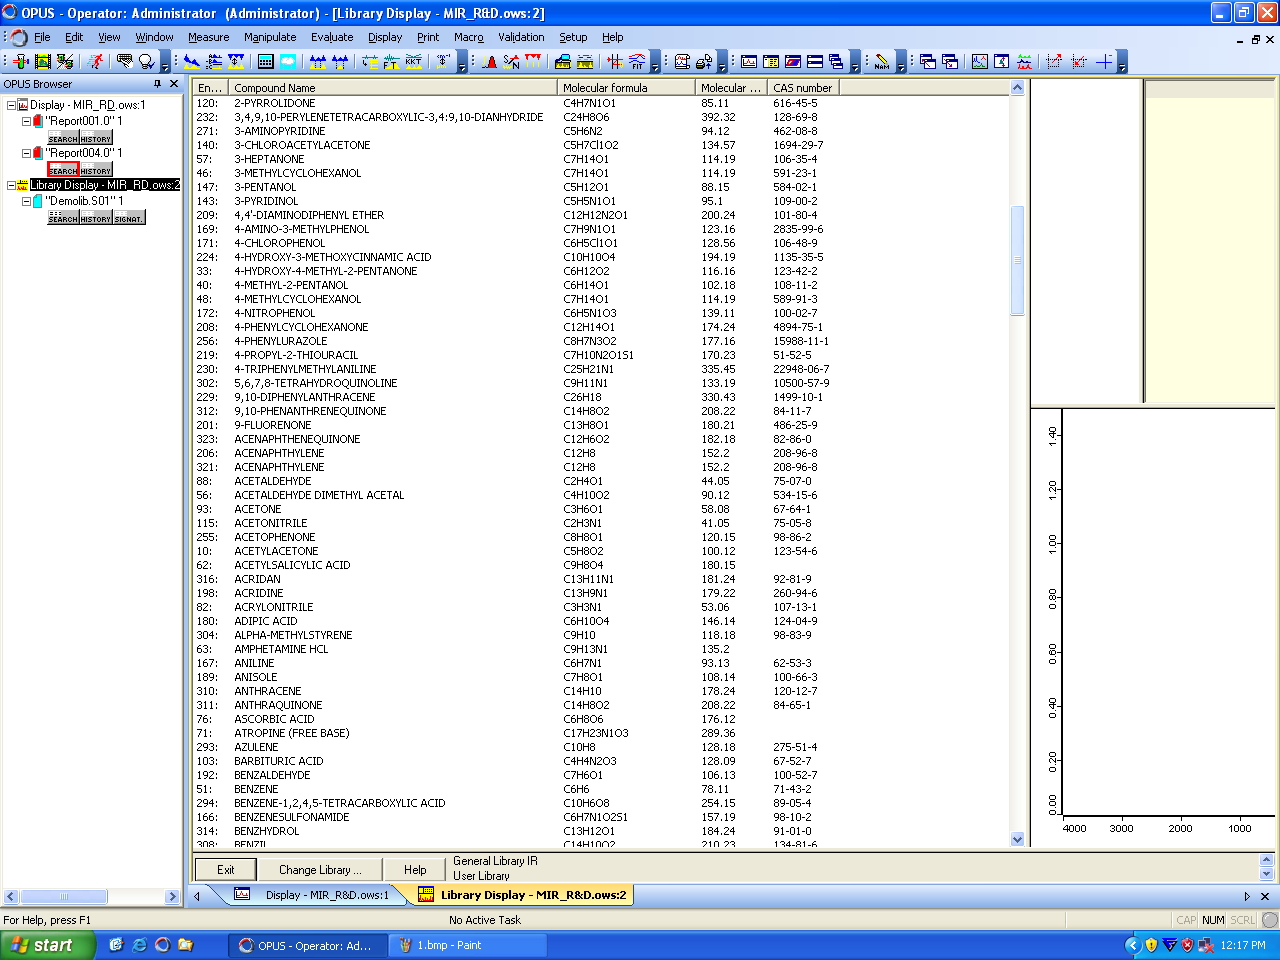 OPUS - Operator: Administrator (Administrator) - [Library Display - MIR_R&D.ows:2]
File Edit View Window Measure Manipulate Evaluate Display Print Macro Validation Setup Help
OPUS Browser
Display - MIR_RD.ows:1
"Report001.0" 1
SEARCH HISTORY
"Report004.0" 1
SEARCH HISTORY
Library Display - MIR_RD.ows:2
"Demolib.S01" 1
SEARCH HISTORY SIGNAT.
En... Compound Name Molecular formula Molecular ... CAS number
120: 2-PYRROLIDONE C4H7N1O1 85.11 616-45-5
232: 3,4,9,10-PERYLENETETRACARBOXYLIC-3,4:9,10-DIANHYDRIDE C24H8O6 392.32 128-69-8
271: 3-AMINOPYRIDINE C5H6N2 94.12 462-08-8
140: 3-CHLOROACETYLACETONE C5H7Cl1O2 134.57 1694-29-7
57: 3-HEPTANONE C7H14O1 114.19 106-35-4
46: 3-METHYLCYCLOHEXANOL C7H14O1 114.19 591-23-1
147: 3-PENTANOL C5H12O1 88.15 584-02-1
143: 3-PYRIDINOL C5H5N1O1 95.1 109-00-2
209: 4,4'-DIAMINODIPHENYL ETHER C12H12N2O1 200.24 101-80-4
169: 4-AMINO-3-METHYLPHENOL C7H9N1O1 123.16 2835-99-6
171: 4-CHLOROPHENOL C6H5Cl1O1 128.56 106-48-9
224: 4-HYDROXY-3-METHOXYCINNAMIC ACID C10H10O4 194.19 1135-35-5
33: 4-HYDROXY-4-METHYL-2-PENTANONE C6H12O2 116.16 123-42-2
40: 4-METHYL-2-PENTANOL C6H14O1 102.18 108-11-2
48: 4-METHYLCYCLOHEXANOL C7H14O1 114.19 589-91-3
172: 4-NITROPHENOL C6H5N1O3 139.11 100-02-7
208: 4-PHENYLCYCLOHEXANONE C12H14O1 174.24 4894-75-1
256: 4-PHENYLURAZOLE C8H7N3O2 177.16 15988-11-1
219: 4-PROPYL-2-THIOURACIL C7H10N2O1S1 170.23 51-52-5
230: 4-TRIPHENYLMETHYLANILINE C25H21N1 335.45 22948-06-7
302: 5,6,7,8-TETRAHYDROQUINOLINE C9H11N1 133.19 10500-57-9
229: 9,10-DIPHENYLANTHRACENE C26H18 330.43 1499-10-1
312: 9,10-PHENANTHRENEQUINONE C14H8O2 208.22 84-11-7
201: 9-FLUORENONE C13H8O1 180.21 486-25-9
323: ACENAPHTHENEQUINONE C12H6O2 182.18 82-86-0
206: ACENAPHTHYLENE C12H8 152.2 208-96-8
321: ACENAPHTHYLENE C12H8 152.2 208-96-8
88: ACETALDEHYDE C2H4O1 44.05 75-07-0
56: ACETALDEHYDE DIMETHYL ACETAL C4H10O2 90.12 534-15-6
93: ACETONE C3H6O1 58.08 67-64-1
115: ACETONITRILE C2H3N1 41.05 75-05-8
255: ACETOPHENONE C8H8O1 120.15 98-86-2
10: ACETYLACETONE C5H8O2 100.12 123-54-6
62: ACETYLSALICYLIC ACID C9H8O4 180.15
316: ACRIDAN C13H11N1 181.24 92-81-9
198: ACRIDINE C13H9N1 179.22 260-94-6
82: ACRYLONITRILE C3H3N1 53.06 107-13-1
180: ADIPIC ACID C6H10O4 146.14 124-04-9
304: ALPHA-METHYLSTYRENE C9H10 118.18 98-83-9
63: AMPHETAMINE HCL C9H13N1 135.2
167: ANILINE C6H7N1 93.13 62-53-3
189: ANISOLE C7H8O1 108.14 100-66-3
310: ANTHRACENE C14H10 178.24 120-12-7
311: ANTHRAQUINONE C14H8O2 208.22 84-65-1
76: ASCORBIC ACID C6H8O6 176.12
71: ATROPINE (FREE BASE) C17H23N1O3 289.36
293: AZULENE C10H8 128.18 275-51-4
103: BARBITURIC ACID C4H4N2O3 128.09 67-52-7
192: BENZALDEHYDE C7H6O1 106.13 100-52-7
51: BENZENE C6H6 78.11 71-43-2
294: BENZENE-1,2,4,5-TETRACARBOXYLIC ACID C10H6O8 254.15 89-05-4
166: BENZENESULFONAMIDE C6H7N1O2S1 157.19 98-10-2
314: BENZHYDROL C13H12O1 184.24 91-01-0
308: BENZIL C14H10O2 210.23 134-81-6
1.40
1.20
1.00
0.80
0.60
0.40
0.20
0.00
4000 3000 2000 1000
Exit Change Library ... Help
General Library IR
User Library
Display - MIR_R&D.ows:1 Library Display - MIR_R&D.ows:2
For Help, press F1 No Active Task CAP NUM SCRL
start OPUS - Operator: Ad... 1.bmp - Paint 12:17 PM